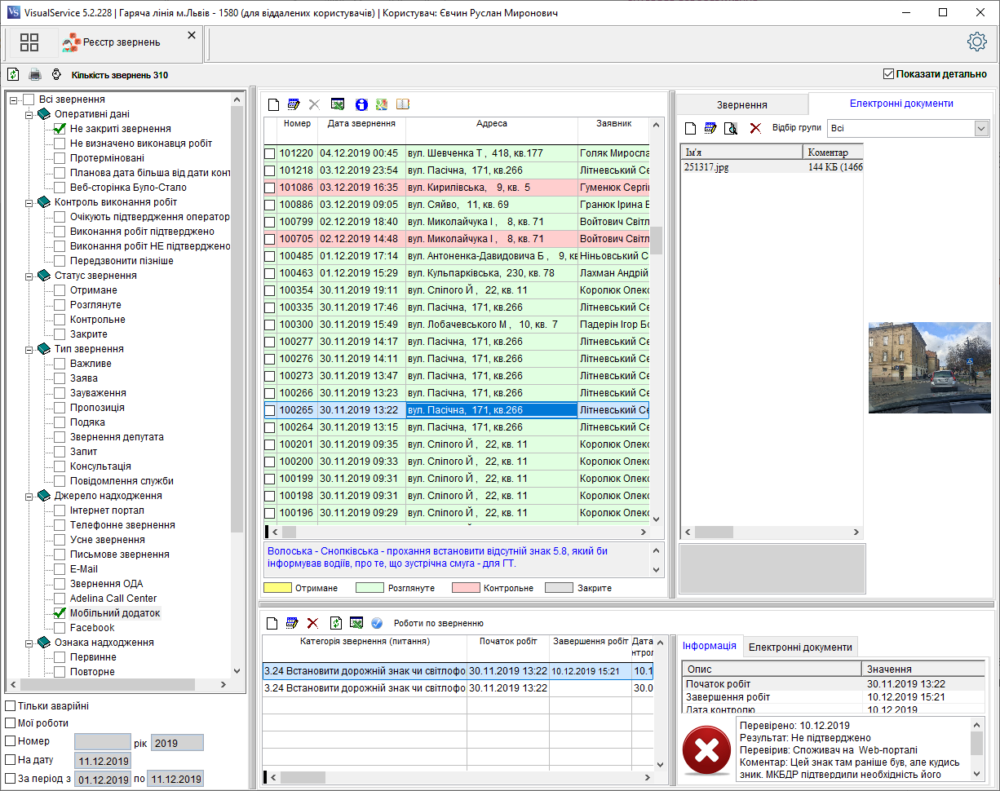 VisualService 5.2.228 | Гаряча лінія м.Львів - 1580 (для віддалених користувачів) | Користувач: Євчин Руслан Миронович
Реєстр звернень
Кількість звернень 310
Показати детально
Всі звернення
Оперативні дані
Не закриті звернення
Не визначено виконавця робіт
Протерміновані
Планова дата більша від дати конт
Веб-сторінка Було-Стало
Контроль виконання робіт
Очікують підтвердження оператор
Виконання робіт підтверджено
Виконання робіт НЕ підтверджено
Передзвонити пізніше
Статус звернення
Отримане
Розглянуте
Контрольне
Закрите
Тип звернення
Важливе
Заява
Зауваження
Пропозиція
Подяка
Звернення депутата
Запит
Консультація
Повідомлення служби
Джерело надходження
Інтернет портал
Телефонне звернення
Усне звернення
Письмове звернення
E-Mail
Звернення ОДА
Adelina Call Center
Мобільний додаток
Facebook
Ознака надходження
Первинне
Повторне
Тільки аварійні
Мої роботи
Номер рік 2019
На дату 11.12.2019
За період з 01.12.2019 по 11.12.2019
Номер Дата звернення Адреса Заявник
101220 04.12.2019 00:45 вул. Шевченка Т , 418, кв.177 Голяк Миросла
101218 03.12.2019 23:54 вул. Пасічна, 171, кв.266 Літневський Се
101086 03.12.2019 16:35 вул. Кирилівська, 9, кв. 5 Гуменюк Сергі
100886 03.12.2019 09:05 вул. Сяйво, 11, кв. 69 Гранюк Ірина В
100799 02.12.2019 18:40 вул. Миколайчука І , 8, кв. 71 Войтович Світл
100705 02.12.2019 14:48 вул. Миколайчука І , 8, кв. 71 Войтович Світл
100485 01.12.2019 17:14 вул. Антоненка-Давидовича Б , 9, кв Ніньовський С
100463 01.12.2019 15:29 вул. Кульпарківська, 230, кв. 78 Лахман Андрій
100354 30.11.2019 19:11 вул. Сліпого Й , 22, кв. 11 Королюк Олекс
100335 30.11.2019 17:46 вул. Пасічна, 171, кв.266 Літневський Се
100300 30.11.2019 15:49 вул. Лобачевського М , 10, кв. 7 Падерін Ігор Бо
100277 30.11.2019 14:17 вул. Пасічна, 171, кв.266 Літневський Се
100276 30.11.2019 14:11 вул. Пасічна, 171, кв.266 Літневський Се
100273 30.11.2019 13:47 вул. Пасічна, 171, кв.266 Літневський Се
100266 30.11.2019 13:23 вул. Пасічна, 171, кв.266 Літневський Се
100265 30.11.2019 13:22 вул. Пасічна, 171, кв.266 Літневський Се
100264 30.11.2019 13:15 вул. Пасічна, 171, кв.266 Літневський Се
100201 30.11.2019 09:35 вул. Сліпого Й , 22, кв. 11 Королюк Олекс
100200 30.11.2019 09:33 вул. Сліпого Й , 22, кв. 11 Королюк Олекс
100199 30.11.2019 09:31 вул. Сліпого Й , 22, кв. 11 Королюк Олекс
100198 30.11.2019 09:31 вул. Сліпого Й , 22, кв. 11 Королюк Олекс
100196 30.11.2019 09:29 вул. Сліпого Й , 22, кв. 11 Королюк Олекс
Волоська - Снопківська - прохання встановити відсутній знак 5.8, який би
інформував водіїв, про те, що зустрічна смуга - для ГТ.
Отримане Розглянуте Контрольне Закрите
Звернення Електронні документи
Відбір групи Всі
Ім'я Коментар
251317.jpg 144 КБ (1466
Роботи по зверненню
Категорія звернення (питання) Початок робіт Завершення робіт Дата
нтрол
3.24 Встановити дорожній знак чи світлофо 30.11.2019 13:22 10.12.2019 15:21 10.1
3.24 Встановити дорожній знак чи світлофо 30.11.2019 13:22 30.0
Інформація Електронні документи
Опис Значення
Початок робіт 30.11.2019 13:22
Завершення робіт 10.12.2019 15:21
Дата контролю 10.12.2019
Перевірено: 10.12.2019
Результат: Не підтверджено
Перевірив: Споживач на Web-порталі
Коментар: Цей знак там раніше був, але кудись
зник. МКБДР підтвердили необхідність його